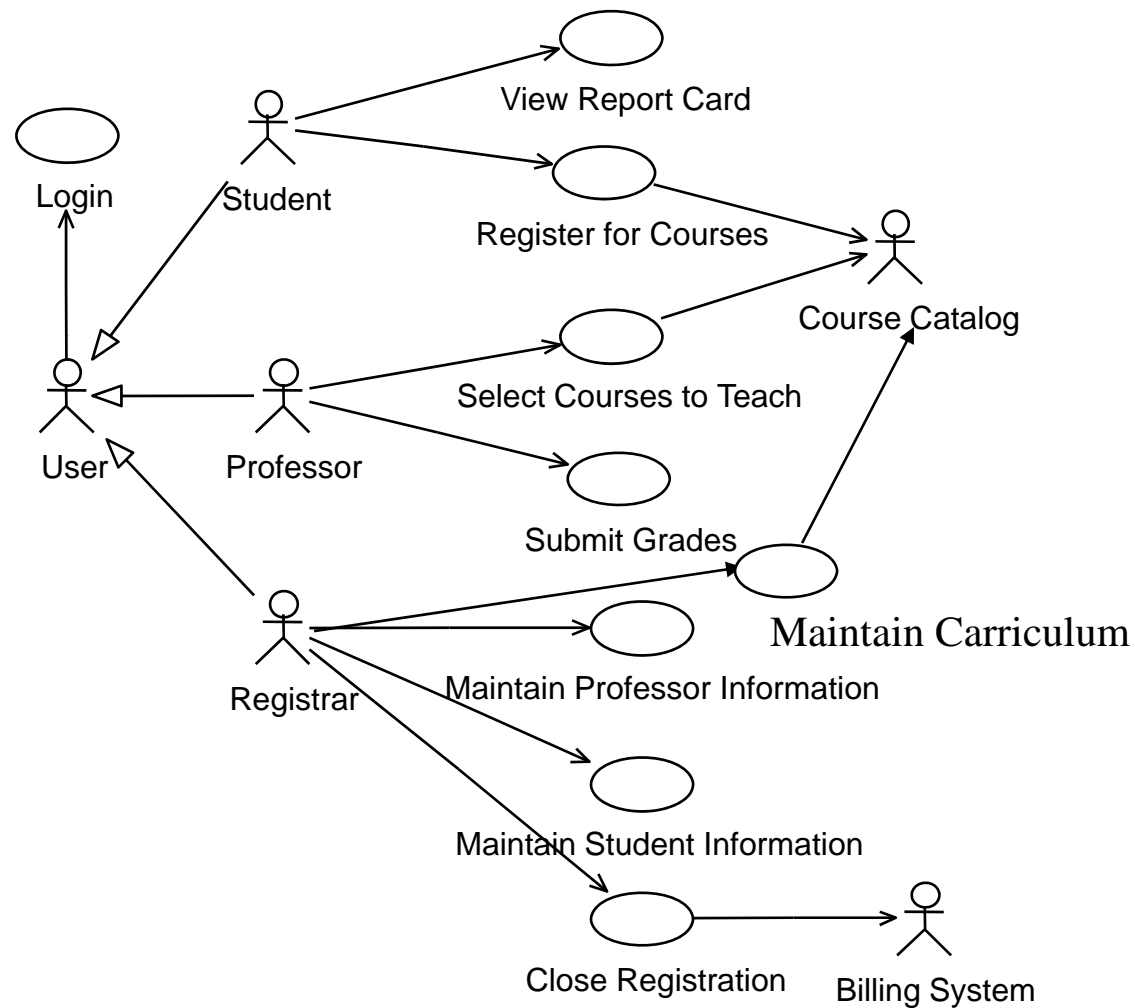 View Report Card
Login
Student
Register for Courses
Course Catalog
Select Courses to Teach
User
Professor
Submit Grades
Maintain Carriculum
Maintain Professor Information
Registrar
Maintain Student Information
Close Registration
Billing System